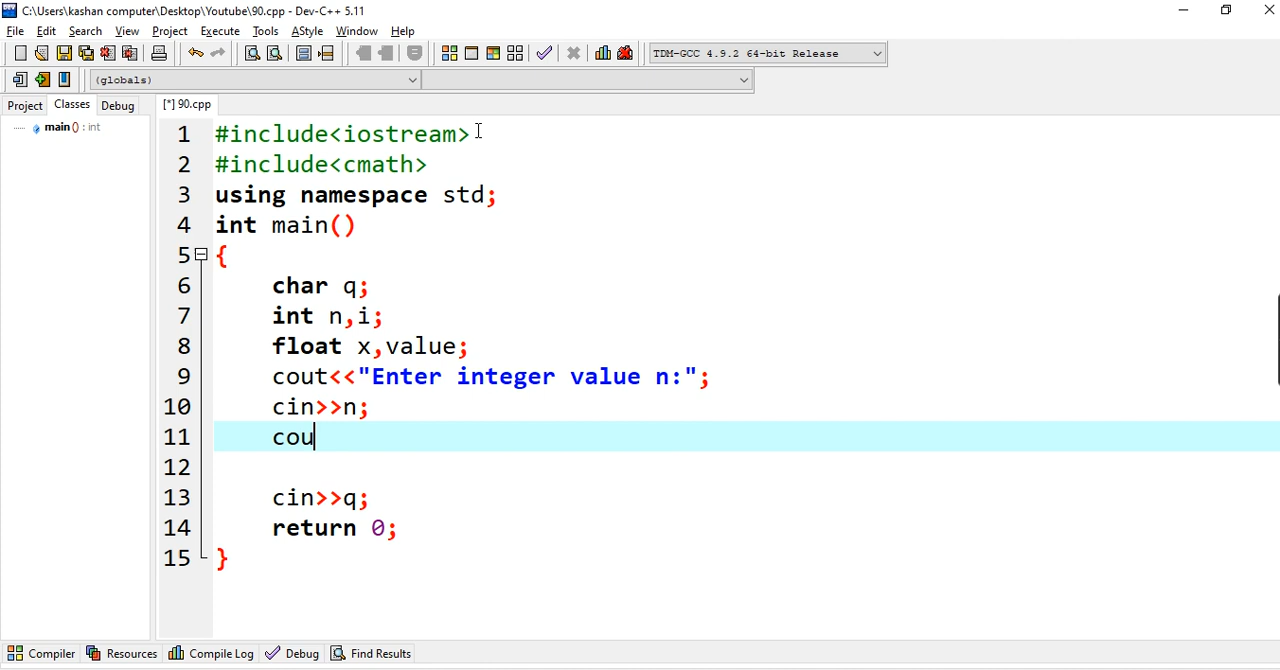 C:\Users\kashan computer\Desktop\Youtube\90.cpp - Dev-C++ 5.11
File Edit Search View Project Execute Tools AStyle Window Help
TDM-GCC 4.9.2 64-bit Release
(globals)
Project Classes Debug [*] 90.cpp
main () : int
1 #include<iostream>
2 #include<cmath>
3 using namespace std;
4 int main()
5 {
6 char q;
7 int n,i;
8 float x,value;
9 cout<<"Enter integer value n:";
10 cin>>n;
11 cou
12
13 cin>>q;
14 return 0;
15 }
Compiler Resources Compile Log Debug Find Results